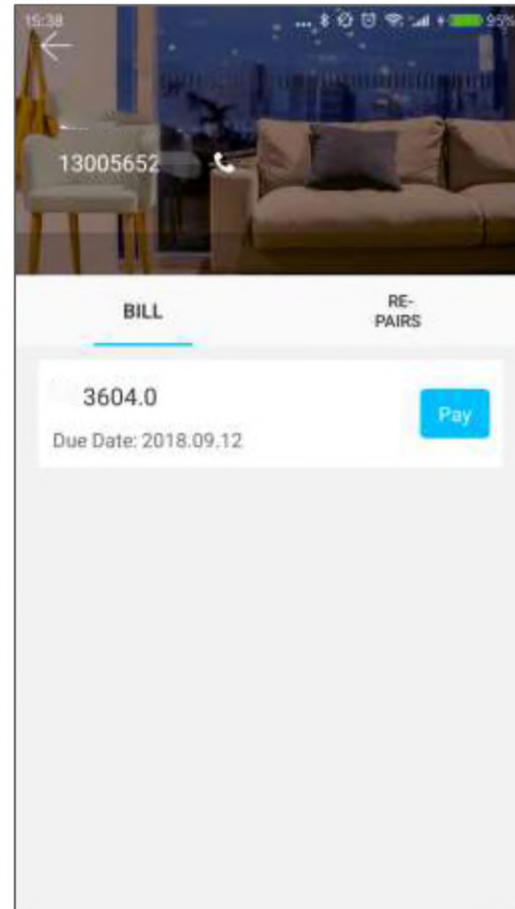 15:38
95%
13005652
BILL
RE-
PAIRS
3604.0
Pay
Due Date: 2018.09.12